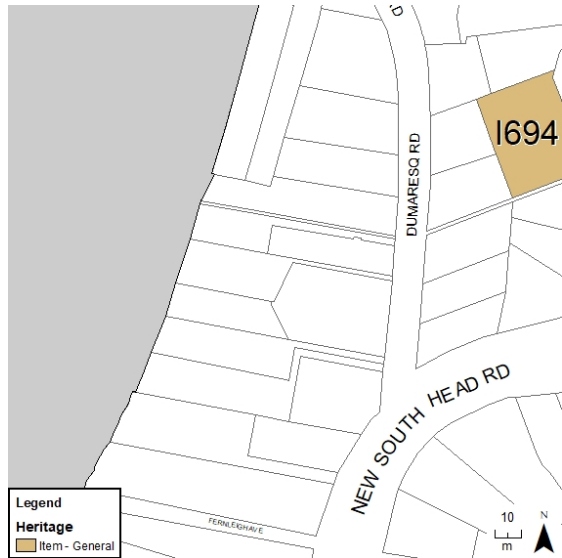 D
I694
DUMARESQ RD
NEW SOUTH HEAD RD
FERNLEIGH AVE
Legend
Heritage
Item - General
10
m
N